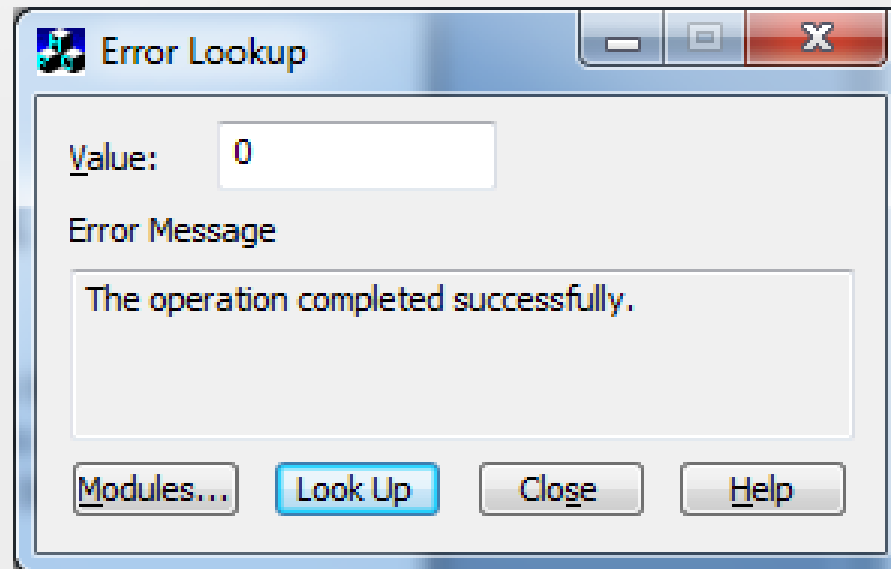 Error Lookup
Value: 0
Error Message
The operation completed successfully.
Modules... Look Up Close Help